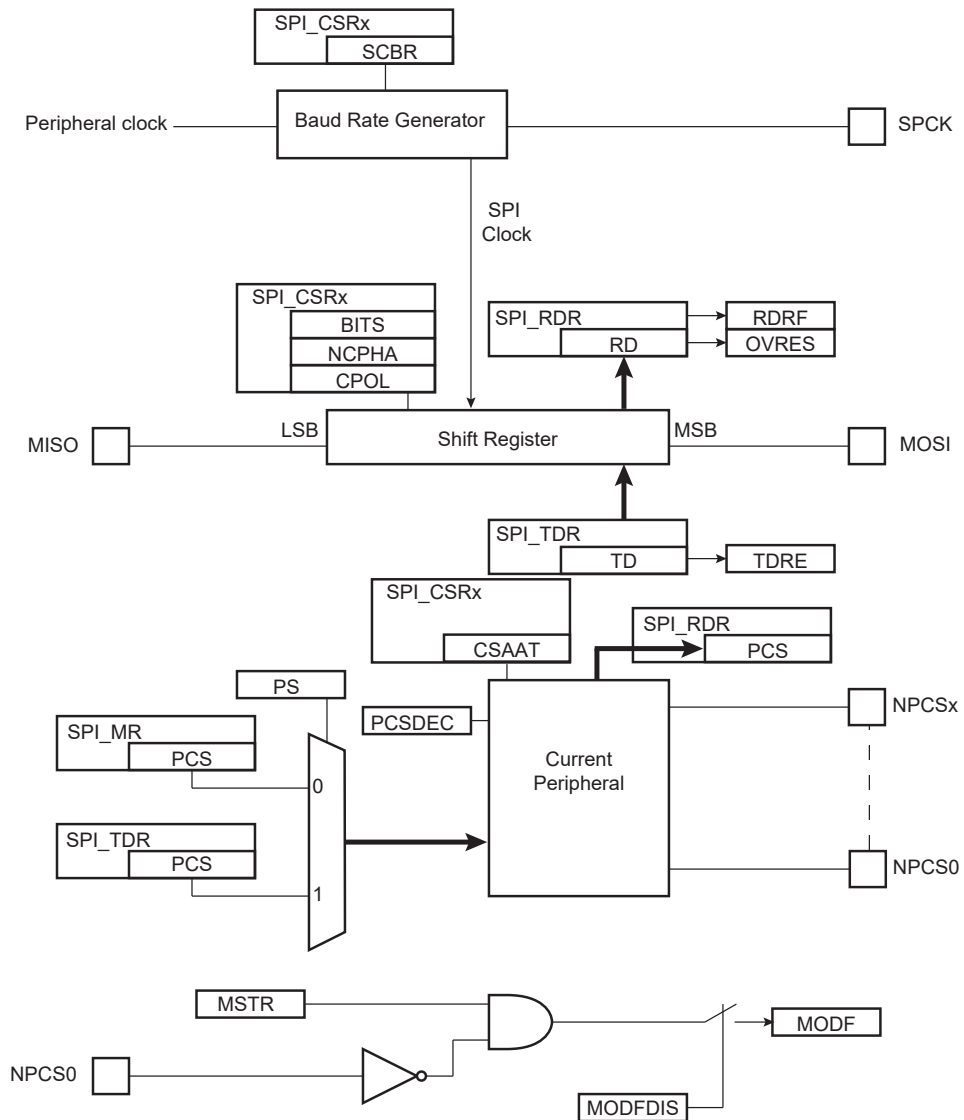 SPI_CSRx
SCBR
Peripheral clock
Baud Rate Generator
SPCK
SPI
Clock
SPI_CSRx
BITS
NCPHA
CPOL
SPI_RDR
RD
RDRF
OVRES
MISO
LSB
Shift Register
MSB
MOSI
SPI_TDR
TD
TDRE
SPI_CSRx
CSAAT
SPI_RDR
PCS
PS
PCSDEC
Current
Peripheral
NPCSx
SPI_MR
PCS
0
SPI_TDR
PCS
1
NPCS0
MSTR
MODF
NPCS0
MODFDIS